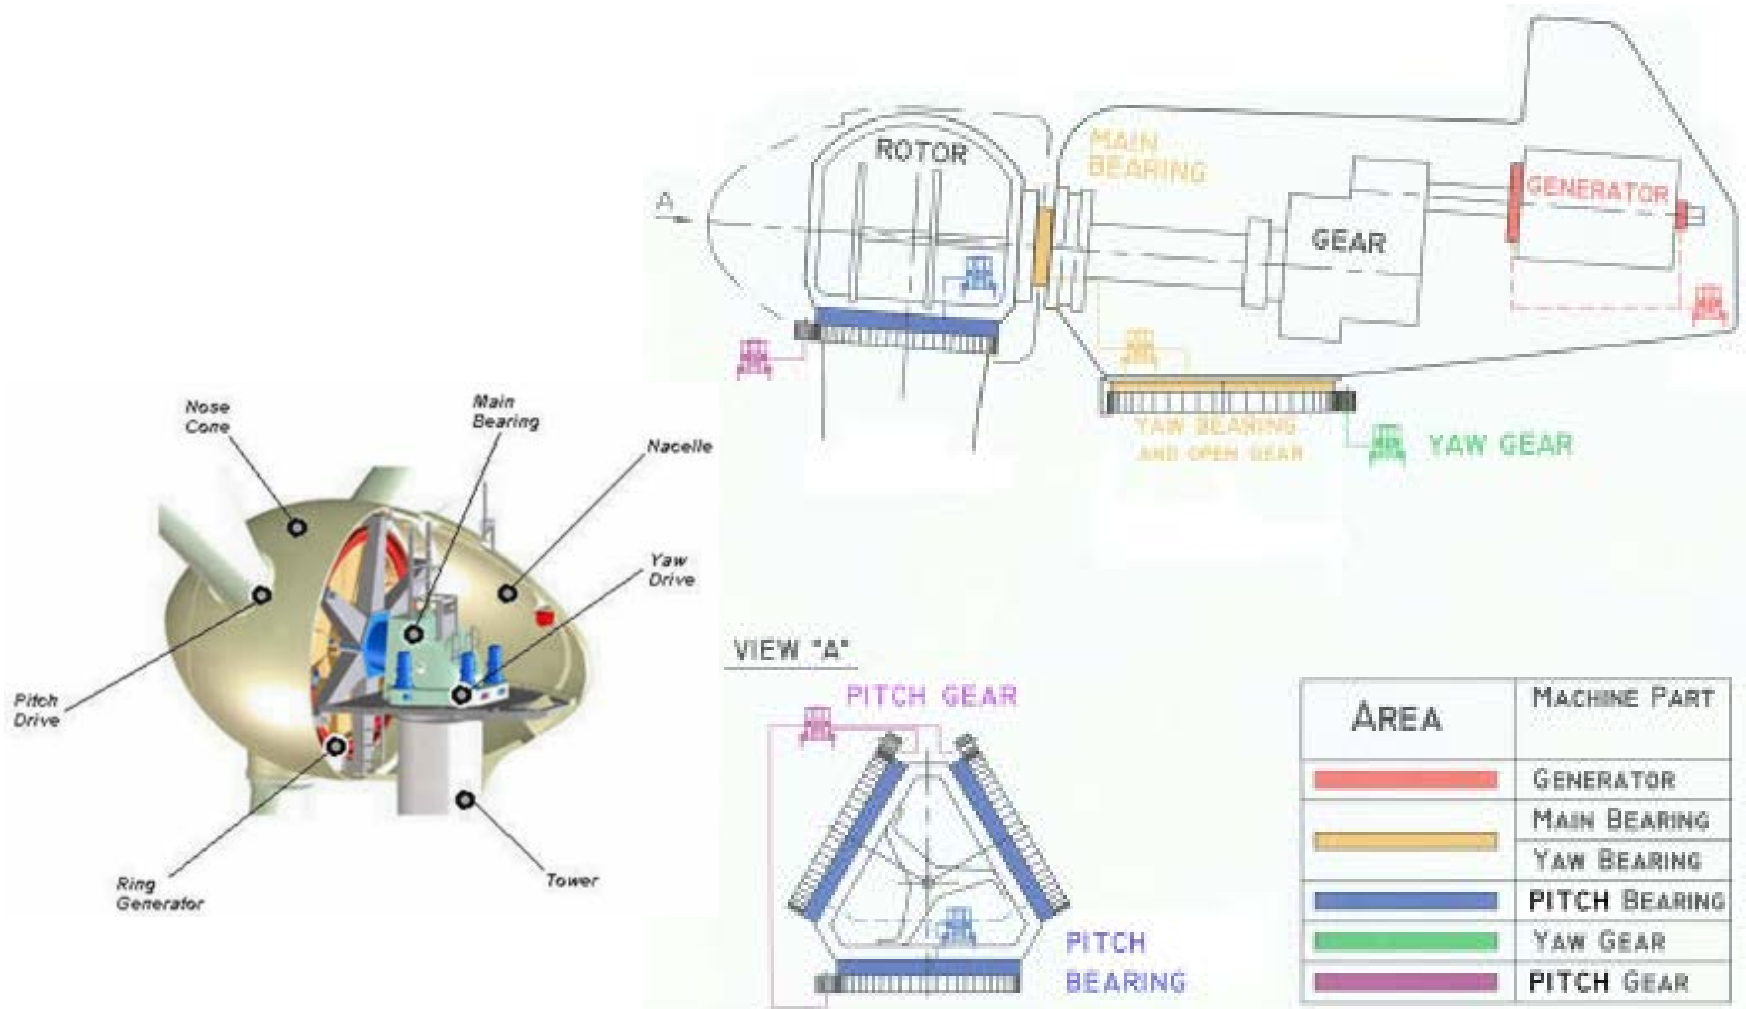 ROTOR
MAIN
BEARING
A
GEAR
GENERATOR
YAW BEARING
AND OPEN GEAR
YAW GEAR
Nose
Cone
Main
Bearing
Nacelle
Yaw
Drive
Pitch
Drive
Ring
Generator
Tower
VIEW "A"
PITCH GEAR
PITCH
BEARING
AREA
MACHINE PART
GENERATOR
MAIN BEARING
YAW BEARING
PITCH BEARING
YAW GEAR
PITCH GEAR